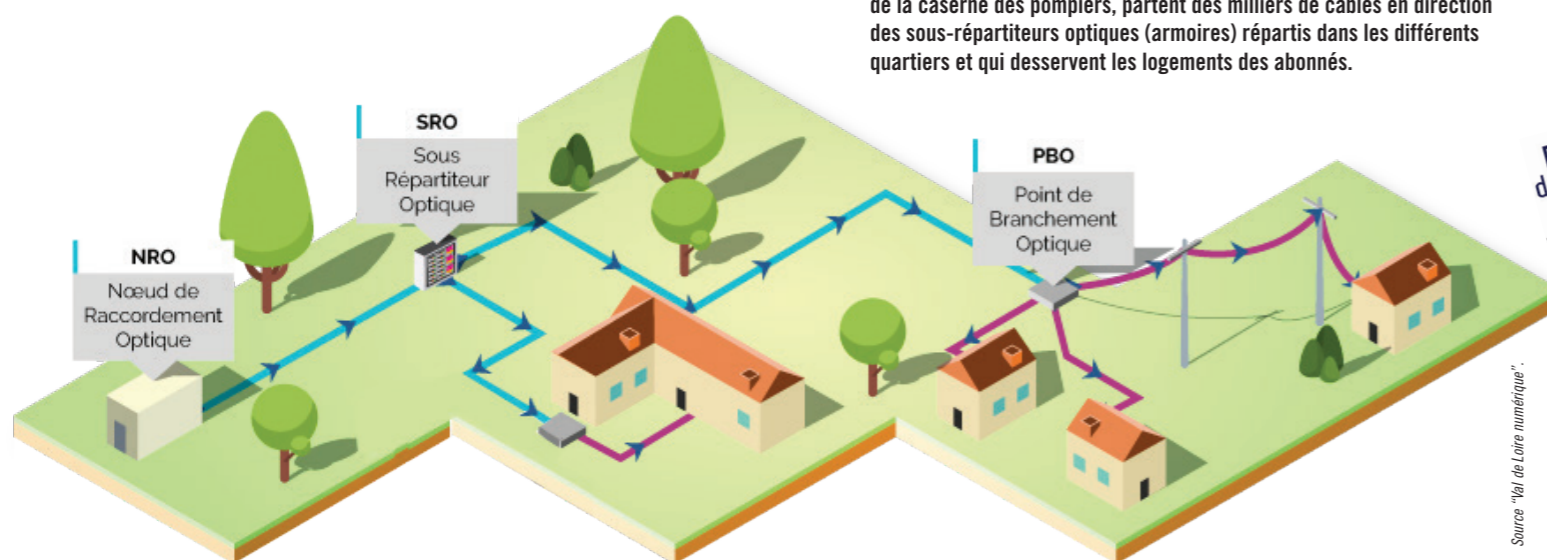 de la caserne des pompiers, partent des milliers de câbles en direction
des sous-répartiteurs optiques (armoires) répartis dans les différents
quartiers et qui desservent les logements des abonnés.
SRO
Sous
Répartiteur
Optique
PBO
Point de
Branchement
Optique
NRO
Nœud de
Raccordement
Optique
Source "Val de Loire numérique".